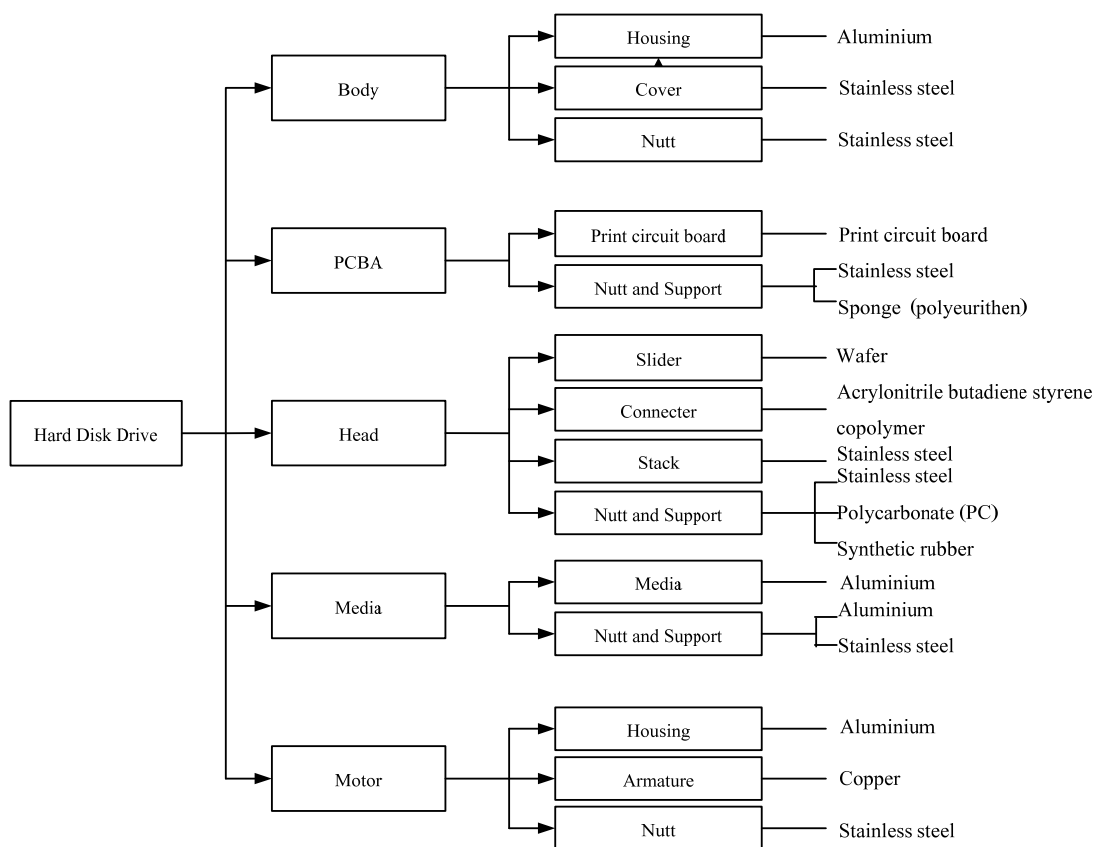 Housing
Aluminium
Body
Cover
Stainless steel
Nutt
Stainless steel
Print circuit board
Print circuit board
PCBA
Stainless steel
Nutt and Support
Sponge (polyeurithen)
Slider
Wafer
Acrylonitrile butadiene styrene
Connecter
copolymer
Hard Disk Drive
Head
Stack
Stainless steel
Stainless steel
Nutt and Support
Polycarbonate (PC)
Synthetic rubber
Media
Aluminium
Media
Aluminium
Nutt and Support
Stainless steel
Housing
Aluminium
Motor
Armature
Copper
Nutt
Stainless steel